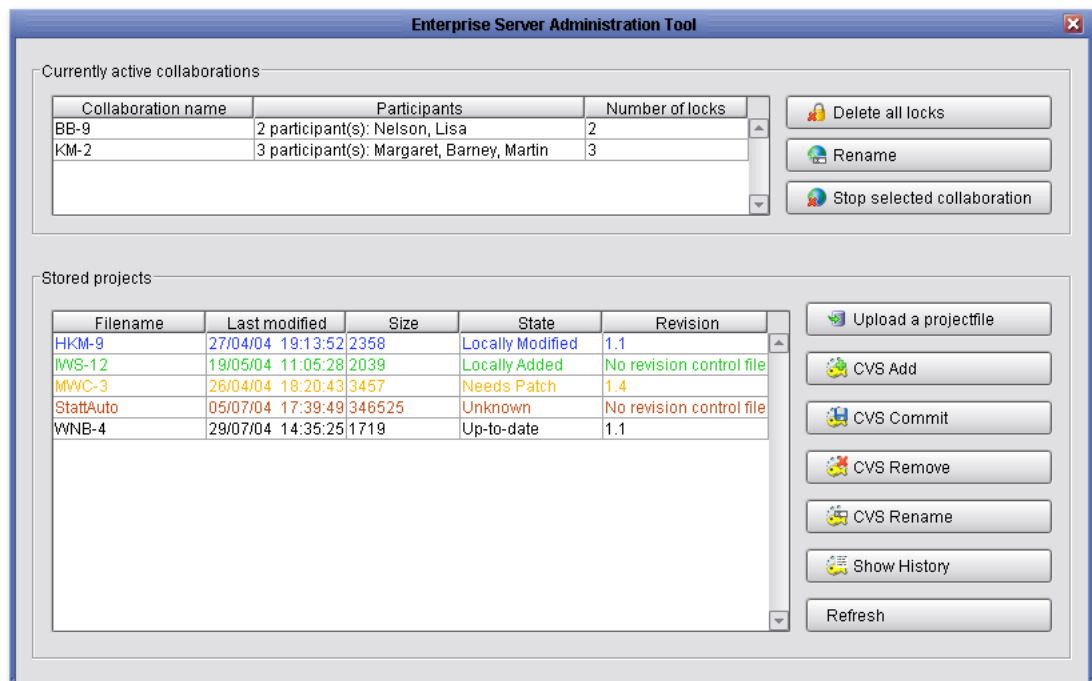 Enterprise Server Administration Tool
Currently active collaborations
Collaboration name Participants Number of locks
BB-9 2 participant(s): Nelson, Lisa 2
KM-2 3 participant(s): Margaret, Barney, Martin 3
Delete all locks
Rename
Stop selected collaboration
Stored projects
Filename Last modified Size State Revision
HKM-9 27/04/04 19:13:52 2358 Locally Modified 1.1
IWS-12 19/05/04 11:05:28 2039 Locally Added No revision control file
MWC-3 26/04/04 18:20:43 3457 Needs Patch 1.4
StattAuto 05/07/04 17:39:49 346525 Unknown No revision control file
WNB-4 29/07/04 14:35:25 1719 Up-to-date 1.1
Upload a projectfile
CVS Add
CVS Commit
CVS Remove
CVS Rename
Show History
Refresh